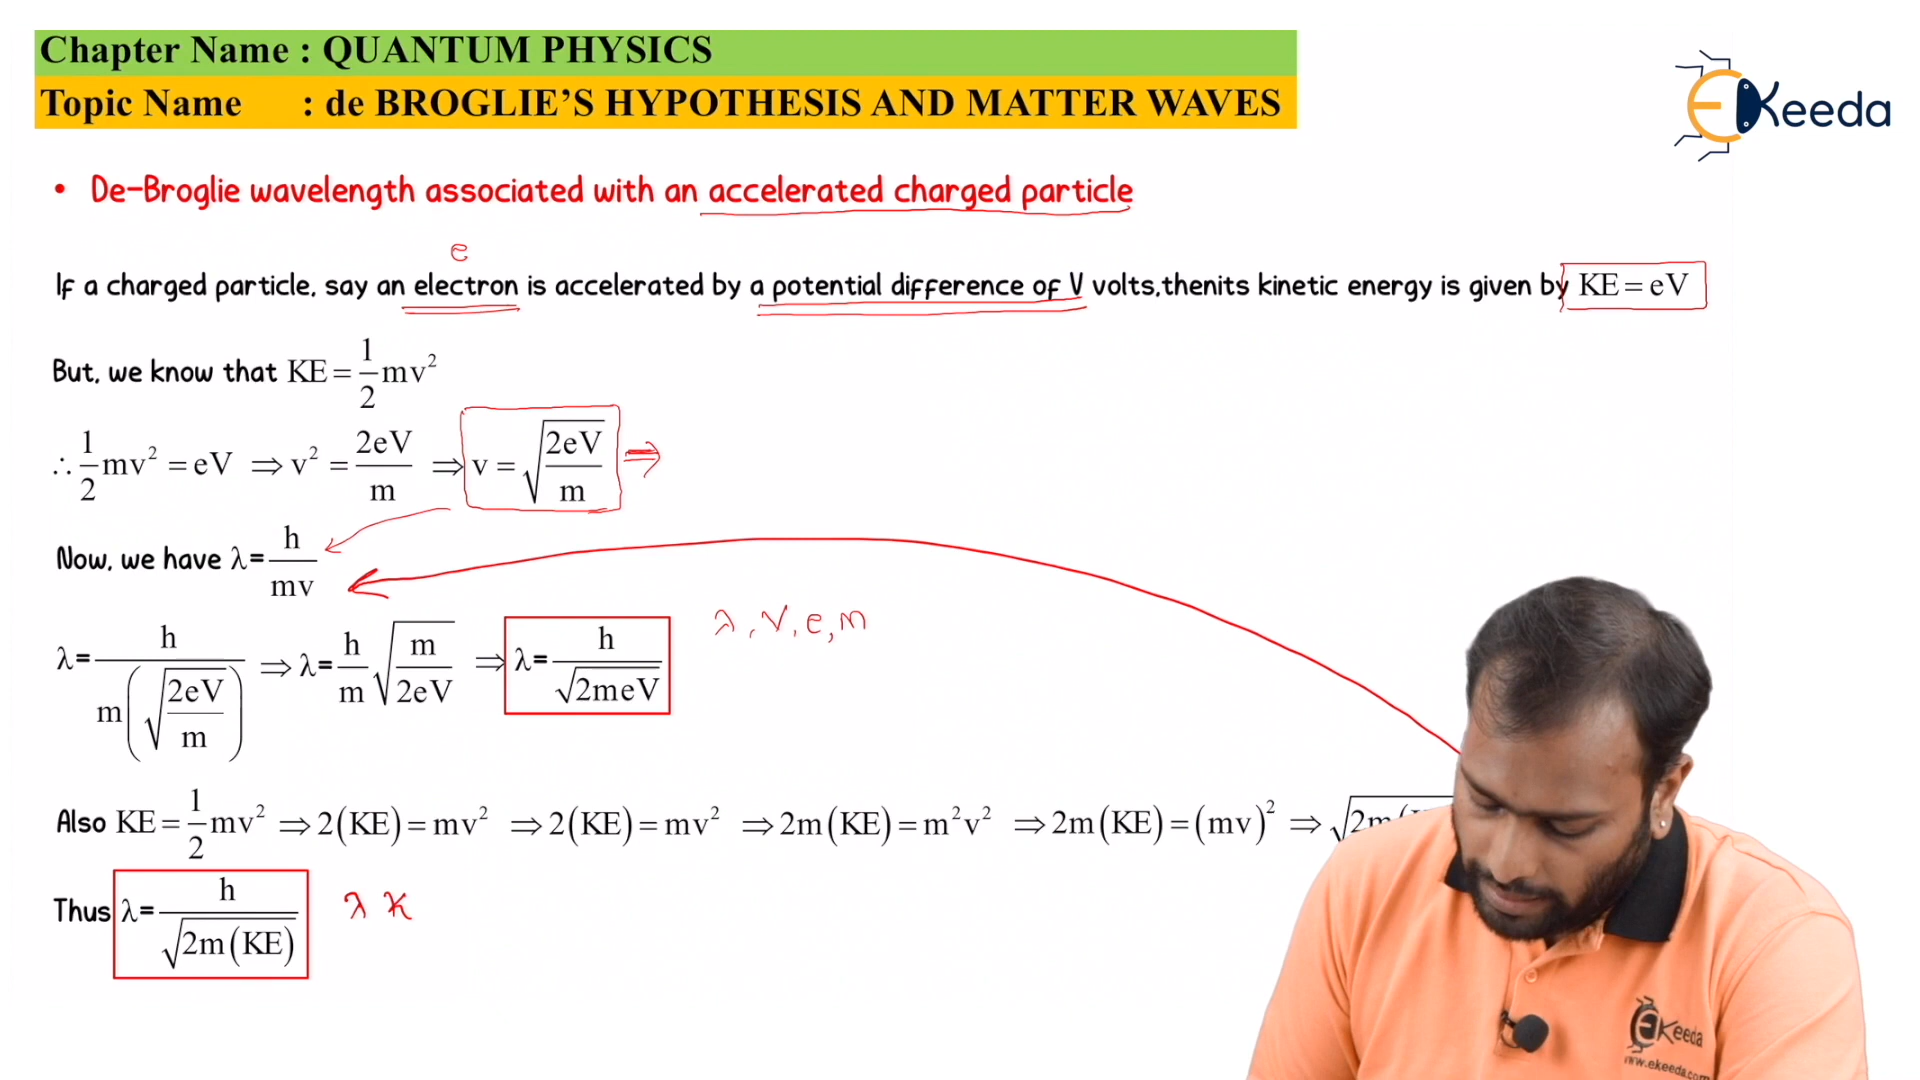 Chapter Name : QUANTUM PHYSICS
Topic Name : de BROGLIE’S HYPOTHESIS AND MATTER WAVES
EKeeda
• De-Broglie wavelength associated with an accelerated charged particle
e
If a charged particle, say an electron is accelerated by a potential difference of V volts,thenits kinetic energy is given by KE = eV
But, we know that KE = 1/2 mv²
∴ 1/2 mv² = eV ⇒ v² = 2eV/m ⇒ v = √(2eV/m) ⇒
Now, we have λ = h/mv
λ = h/(m(√(2eV/m))) ⇒ λ = h/m √(m/2eV) ⇒ λ = h/√(2meV) λ, V, e, m
Also KE = 1/2 mv² ⇒ 2(KE) = mv² ⇒ 2(KE) = mv² ⇒ 2m(KE) = m²v² ⇒ 2m(KE) = (mv)² ⇒ √2m(
Thus λ = h/√(2m(KE)) λ K
EKeeda
www.ekeeda.com